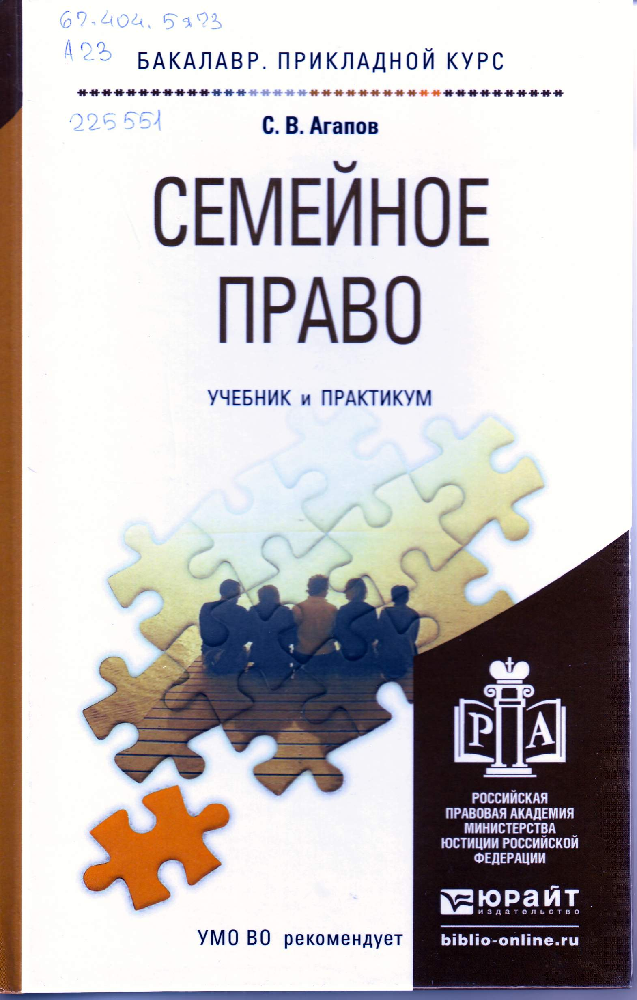 67.404.5я73
А23
БАКАЛАВР. ПРИКЛАДНОЙ КУРС
225551
С. В. Агапов
СЕМЕЙНОЕ
ПРАВО
УЧЕБНИК и ПРАКТИКУМ
Р А
РОССИЙСКАЯ
ПРАВОВАЯ АКАДЕМИЯ
МИНИСТЕРСТВА
ЮСТИЦИИ РОССИЙСКОЙ
ФЕДЕРАЦИИ
юрайт
издательство
УМО ВО рекомендует
biblio-online.ru